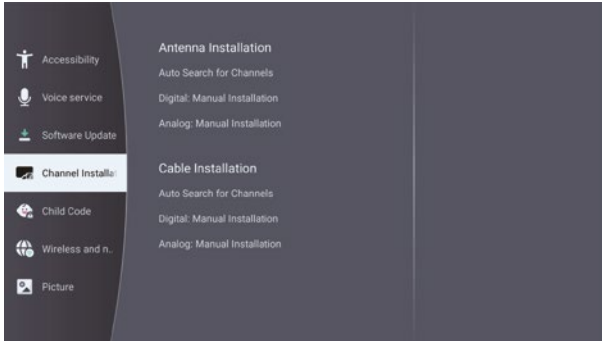 Accessibility
Voice service
Software Update
Channel Installat
Child Code
Wireless and n..
Picture
Antenna Installation
Auto Search for Channels
Digital: Manual Installation
Analog: Manual Installation
Cable Installation
Auto Search for Channels
Digital: Manual Installation
Analog: Manual Installation